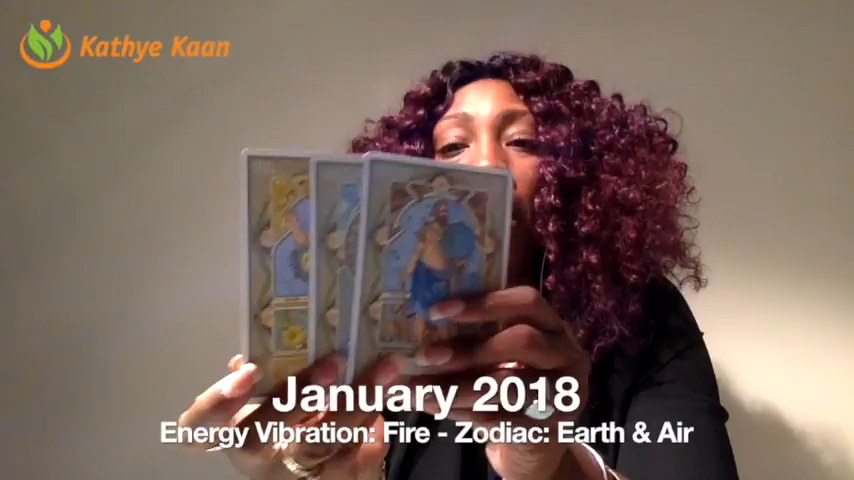 Kathye Kaan
January 2018
Energy Vibration: Fire - Zodiac: Earth & Air